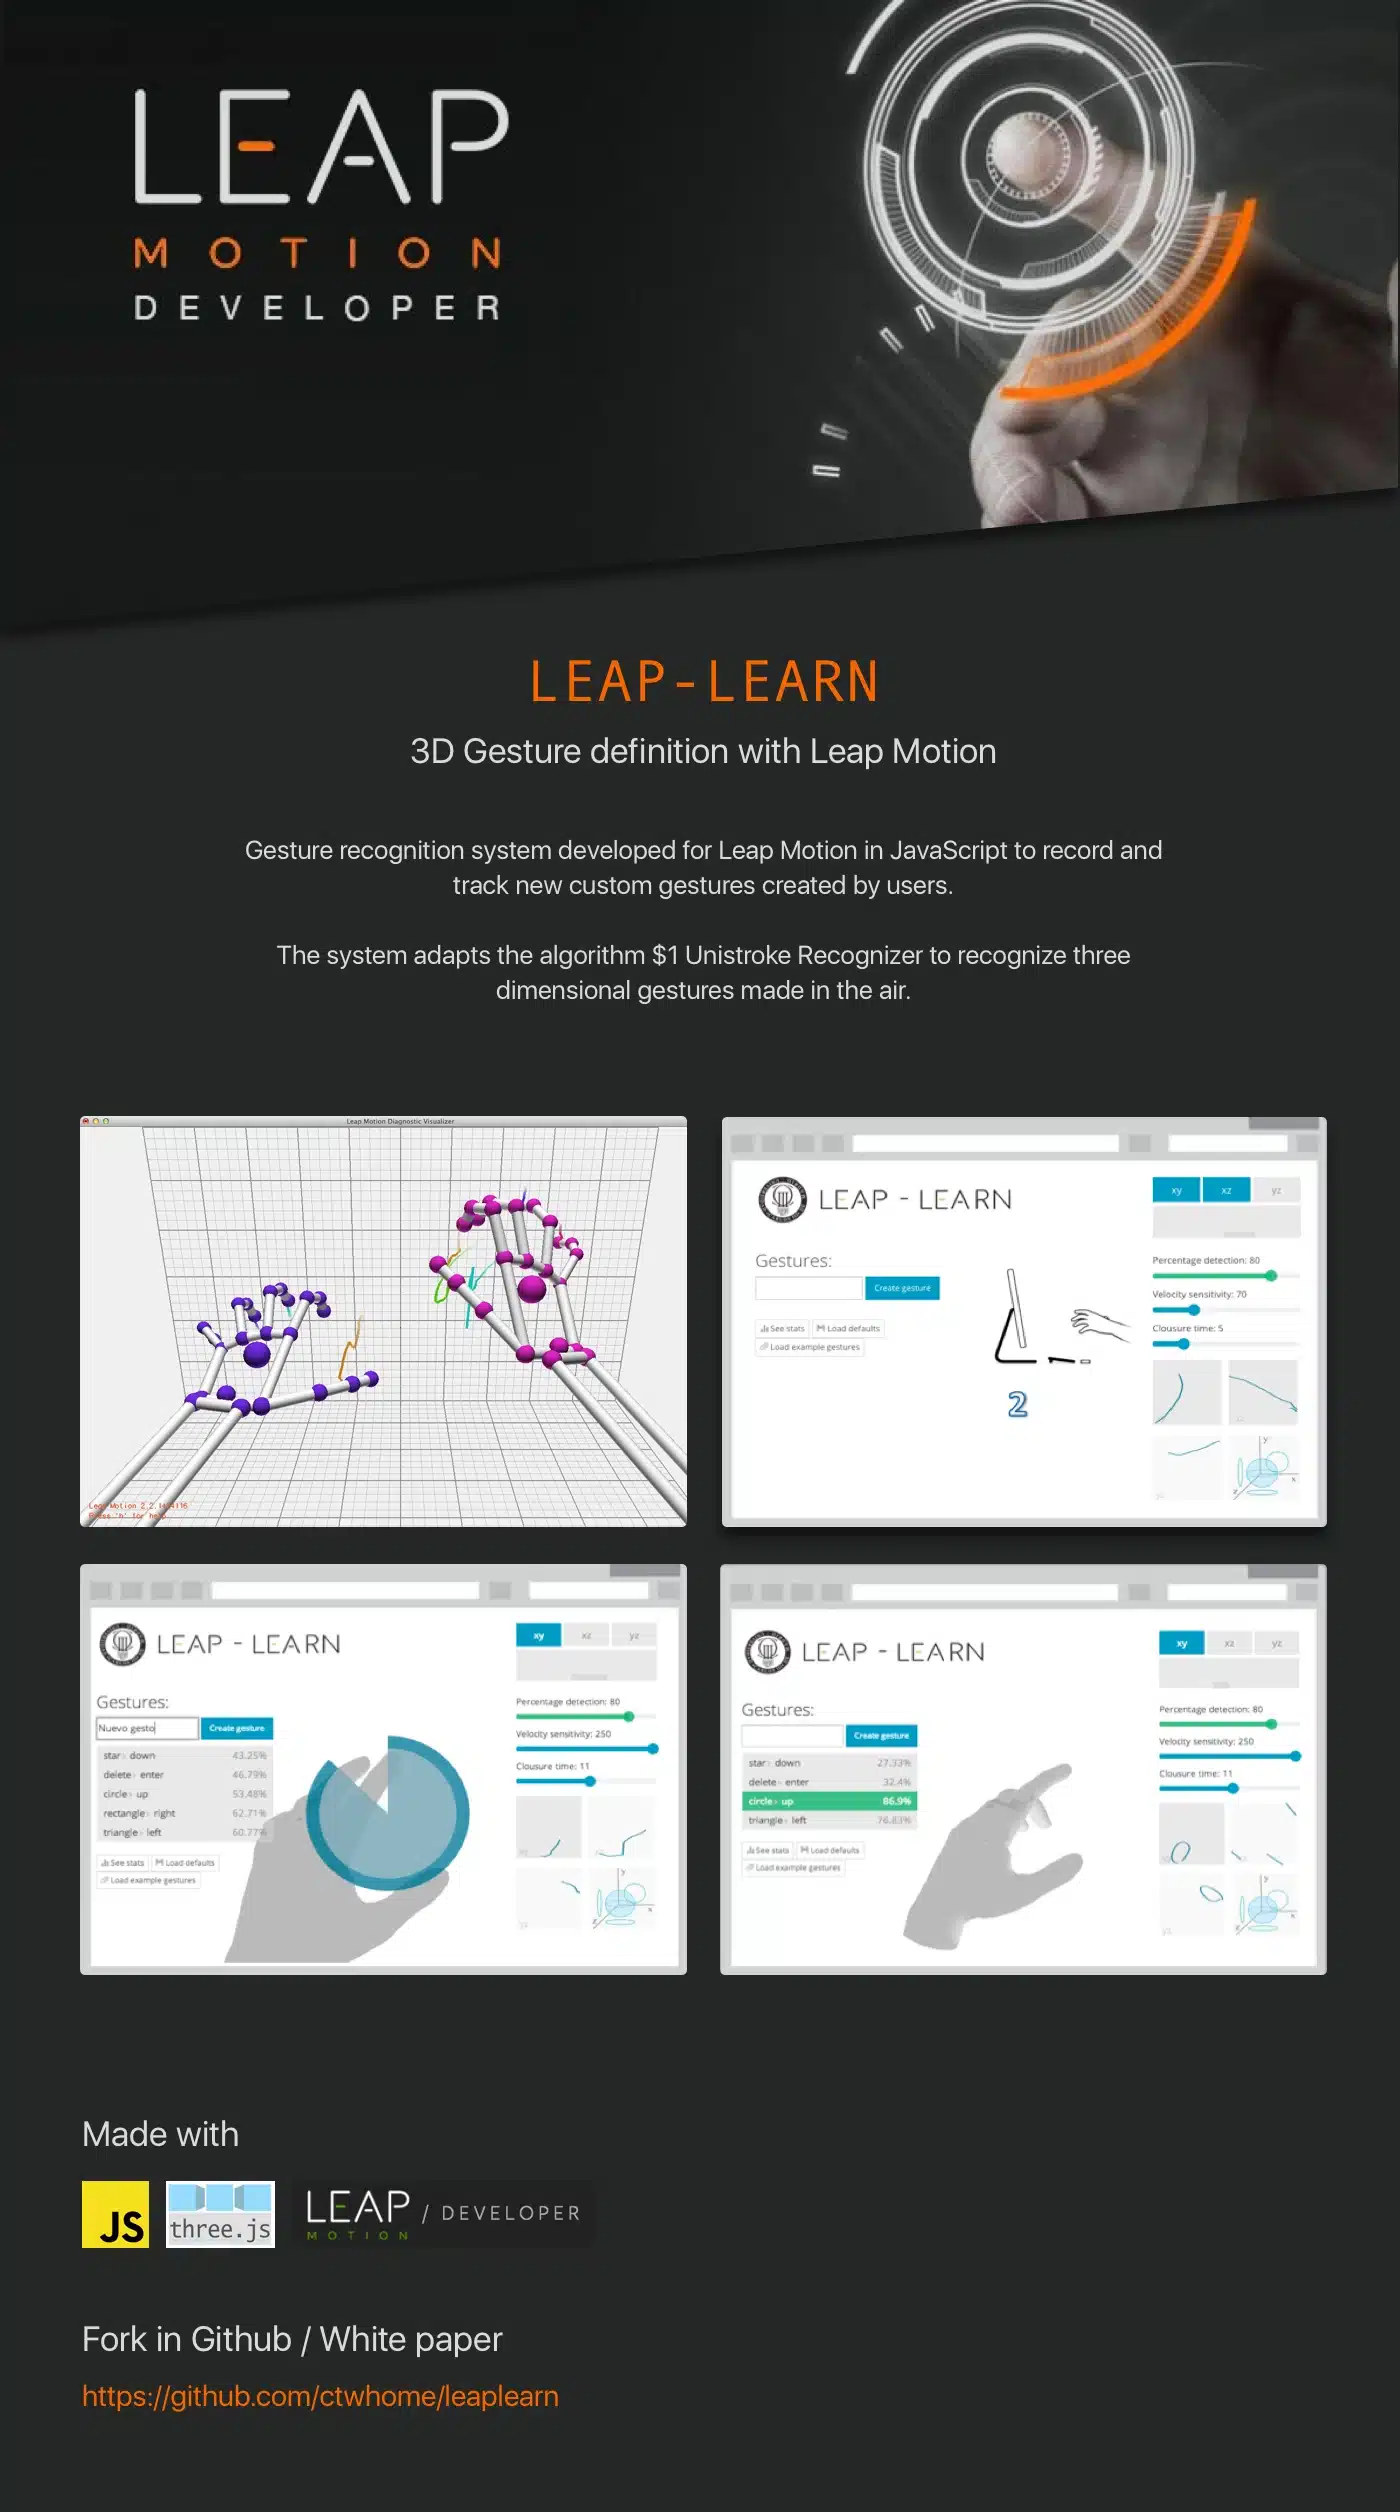 LEAP
MOTION
DEVELOPER
LEAP-LEARN
3D Gesture definition with Leap Motion
Gesture recognition system developed for Leap Motion in JavaScript to record and
track new custom gestures created by users.
The system adapts the algorithm $1 Unistroke Recognizer to recognize three
dimensional gestures made in the air.
Leap Motion Diagnostic Visualizer
LEAP - LEARN
Gestures:
Create gesture
See stats
Load defaults
Load example gestures
2
xy
xz
yz
Percentage detection: 80
Velocity sensitivity: 70
Clousure time: 5
y
x
z
LEAP - LEARN
Gestures:
Nuevo gesto
Create gesture
star> down 43.25%
delete> enter 46.79%
circle> up 53.48%
rectangle> right 62.71%
triangle> left 60.77%
See stats
Load defaults
Load example gestures
xy
xz
yz
Percentage detection: 80
Velocity sensitivity: 250
Clousure time: 11
y
x
z
LEAP - LEARN
Gestures:
Create gesture
star> down 27.33%
delete> enter 32.4%
circle> up 86.9%
triangle> left 76.83%
See stats
Load defaults
Load example gestures
xy
xz
yz
Percentage detection: 80
Velocity sensitivity: 250
Clousure time: 11
y
x
z
Made with
JS
three.js
LEAP / DEVELOPER
MOTION
Fork in Github / White paper
https://github.com/ctwhome/leaplearn